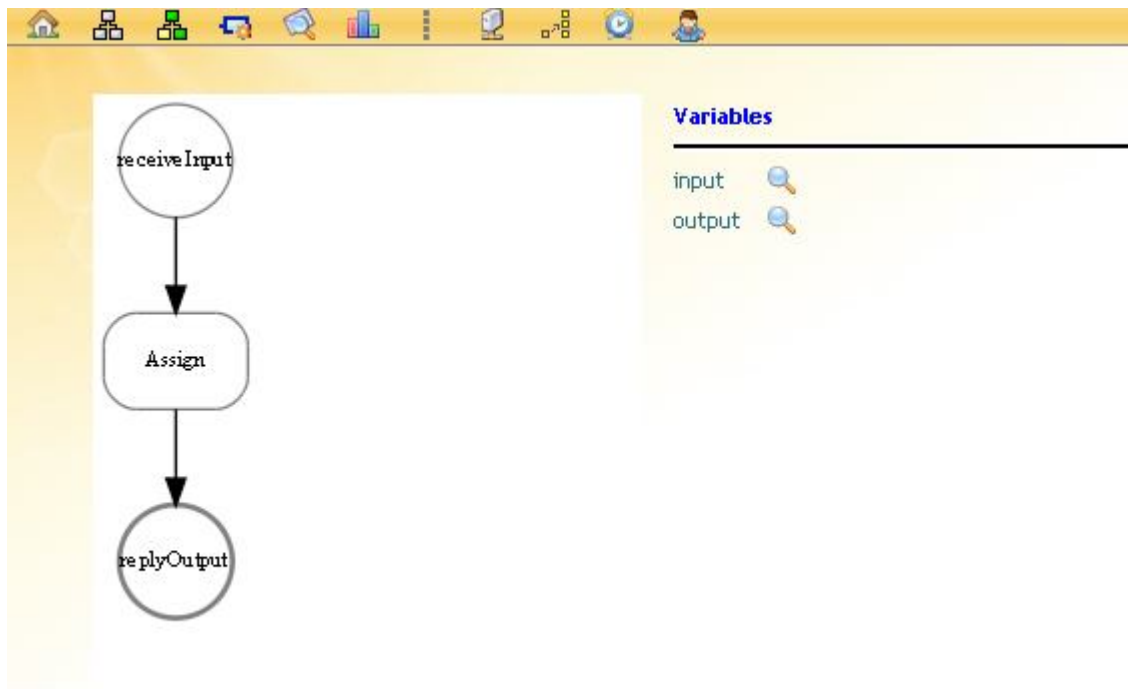 receiveInput
Assign
replyOutput
Variables
input
output